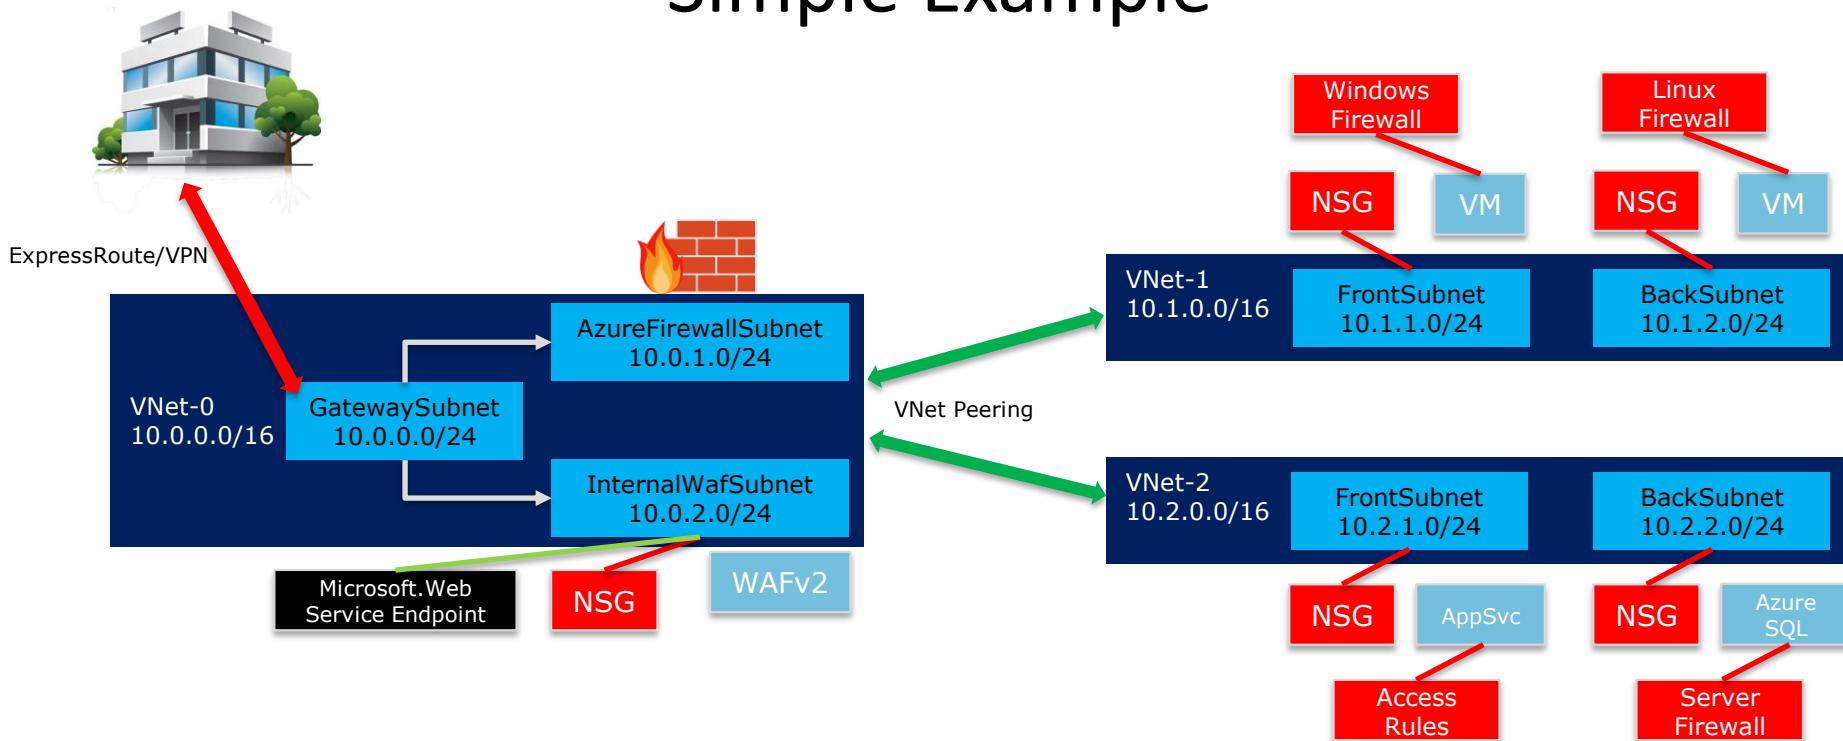 Simple Example
Windows
Firewall
Linux
Firewall
NSG
VM
NSG
VM
ExpressRoute/VPN
VNet-1
10.1.0.0/16
FrontSubnet
10.1.1.0/24
BackSubnet
10.1.2.0/24
AzureFirewallSubnet
10.0.1.0/24
VNet-0
10.0.0.0/16
GatewaySubnet
10.0.0.0/24
VNet Peering
InternalWafSubnet
10.0.2.0/24
VNet-2
10.2.0.0/16
FrontSubnet
10.2.1.0/24
BackSubnet
10.2.2.0/24
Microsoft.Web
Service Endpoint
NSG
WAFv2
NSG
AppSvc
NSG
Azure
SQL
Access
Rules
Server
Firewall